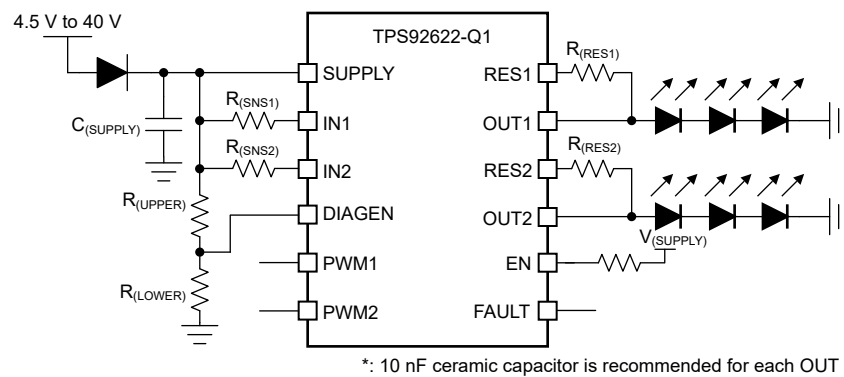 4.5 V to 40 V
TPS92622-Q1
SUPPLY
RES1
R(RES1)
C(SUPPLY)
R(SNS1)
IN1
OUT1
R(SNS2)
IN2
RES2
R(RES2)
R(UPPER)
DIAGEN
OUT2
V(SUPPLY)
PWM1
EN
R(LOWER)
PWM2
FAULT
*: 10 nF ceramic capacitor is recommended for each OUT